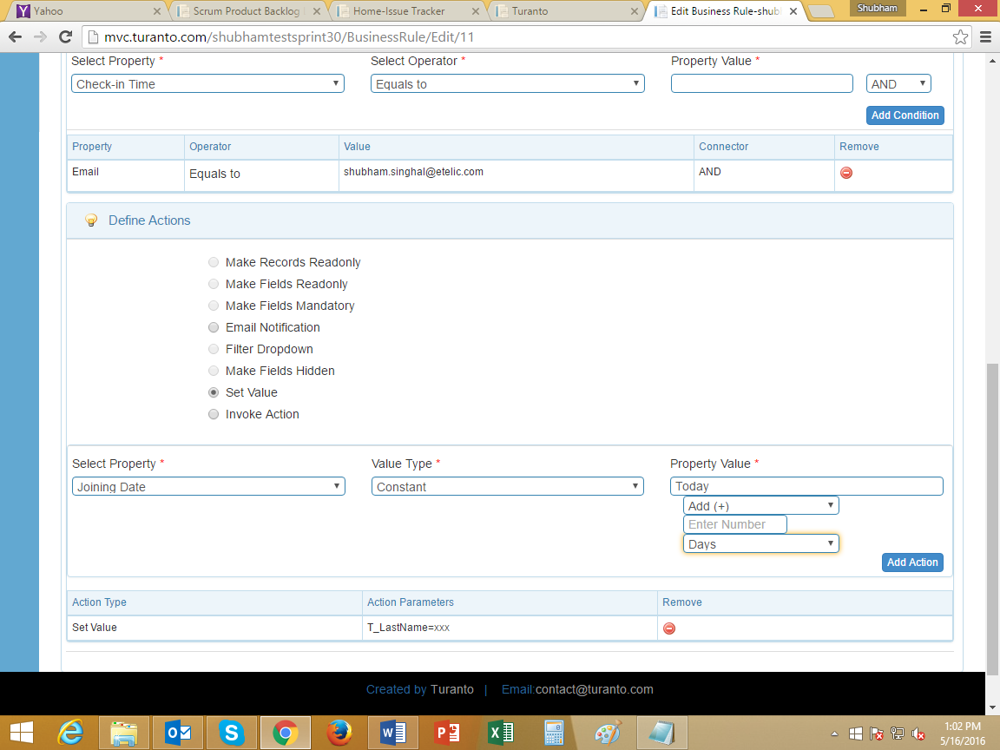 Yahoo
Scrum Product Backlog
Home-Issue Tracker
Turanto
Edit Business Rule-shub
Shubham
mvc.turanto.com/shubhamtestsprint30/BusinessRule/Edit/11
Select Property * Select Operator * Property Value *
Check-in Time Equals to AND
Add Condition
Property Operator Value Connector Remove
Email Equals to shubham.singhal@etelic.com AND
Define Actions
Make Records Readonly
Make Fields Readonly
Make Fields Mandatory
Email Notification
Filter Dropdown
Make Fields Hidden
Set Value
Invoke Action
Select Property * Value Type * Property Value *
Joining Date Constant Today
Add (+)
Enter Number
Days
Add Action
Action Type Action Parameters Remove
Set Value T_LastName=xxx
Created by Turanto | Email:contact@turanto.com
1:02 PM
5/16/2016